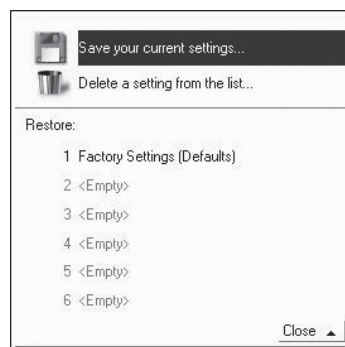 Save your current settings...
Delete a setting from the list...
Restore:
1 Factory Settings (Defaults)
2 <Empty>
3 <Empty>
4 <Empty>
5 <Empty>
6 <Empty>
Close